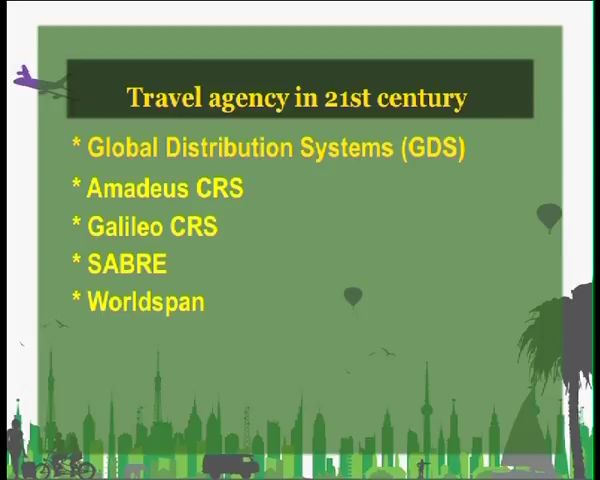 Travel agency in 21st century
* Global Distribution Systems (GDS)
* Amadeus CRS
* Galileo CRS
* SABRE
* Worldspan